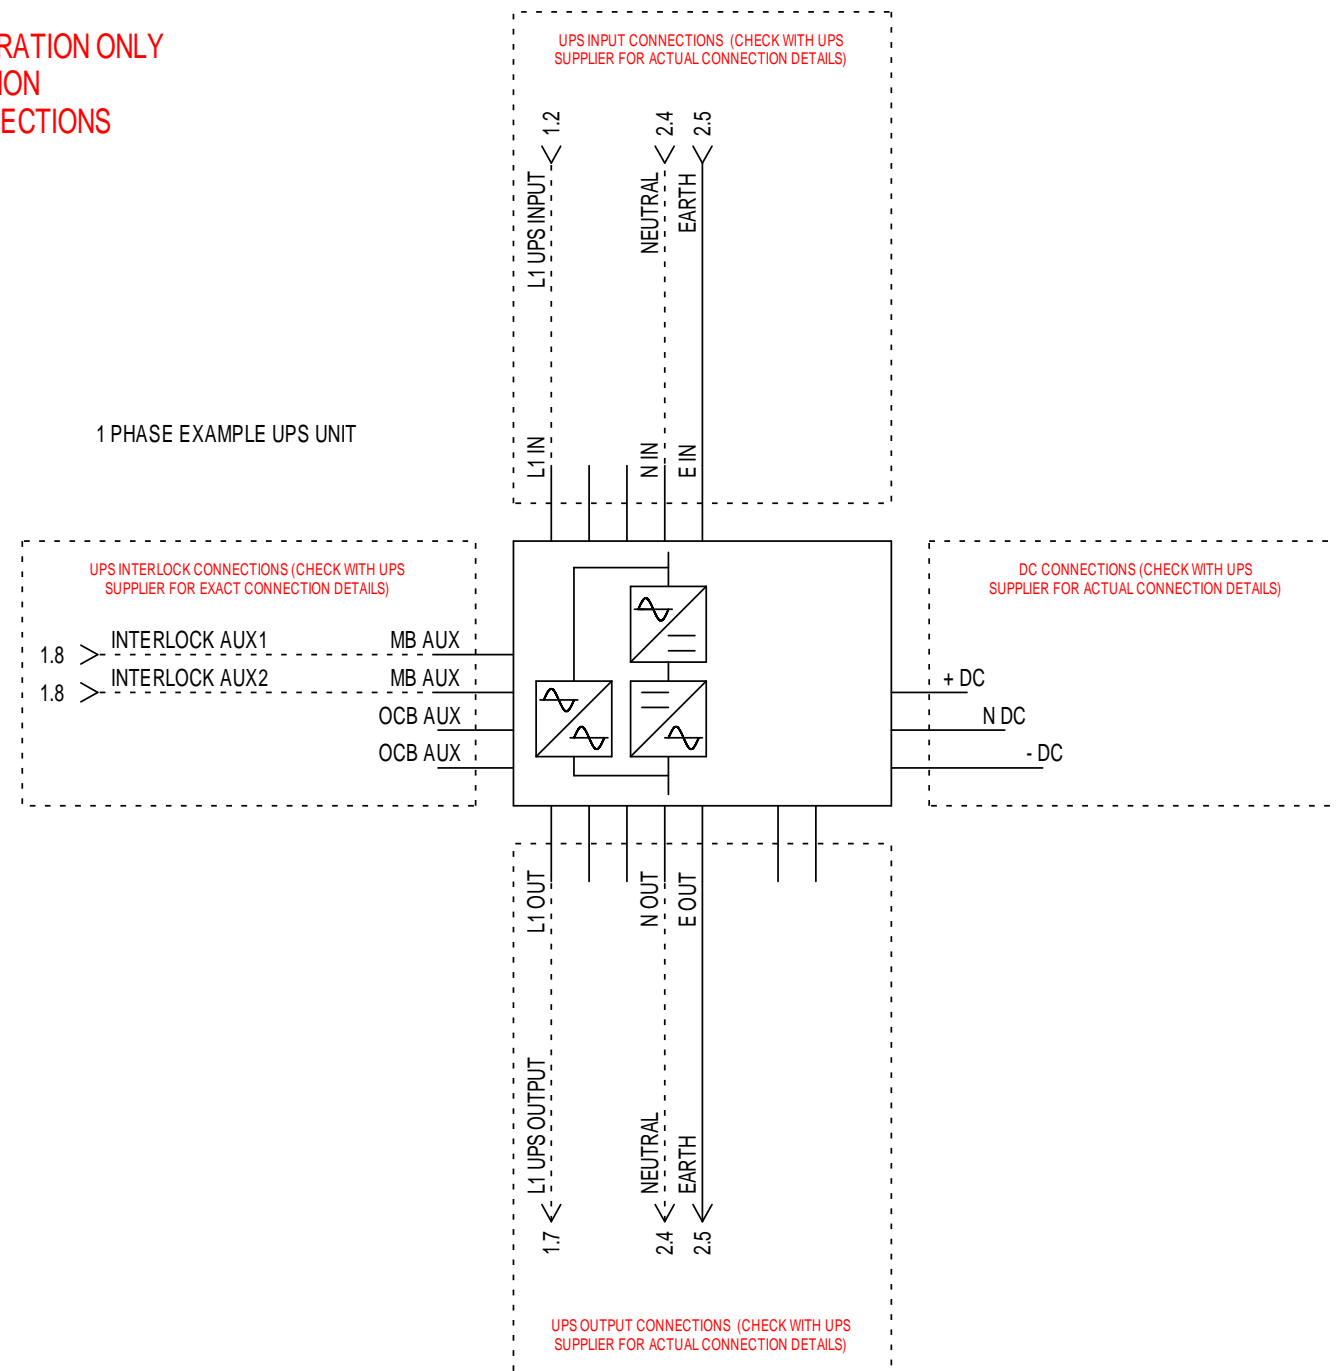 RATION ONLY
ION
ECTIONS
UPS INPUT CONNECTIONS (CHECK WITH UPS
SUPPLIER FOR ACTUAL CONNECTION DETAILS)
1.2
2.4
2.5
L1 UPS INPUT
NEUTRAL
EARTH
1 PHASE EXAMPLE UPS UNIT
L1 IN
N IN
E IN
UPS INTERLOCK CONNECTIONS (CHECK WITH UPS
SUPPLIER FOR EXACT CONNECTION DETAILS)
1.8
INTERLOCK AUX1
MB AUX
1.8
INTERLOCK AUX2
MB AUX
OCB AUX
OCB AUX
DC CONNECTIONS (CHECK WITH UPS
SUPPLIER FOR ACTUAL CONNECTION DETAILS)
+ DC
N DC
- DC
L1 OUT
N OUT
E OUT
L1 UPS OUTPUT
NEUTRAL
EARTH
1.7
2.4
2.5
UPS OUTPUT CONNECTIONS (CHECK WITH UPS
SUPPLIER FOR ACTUAL CONNECTION DETAILS)